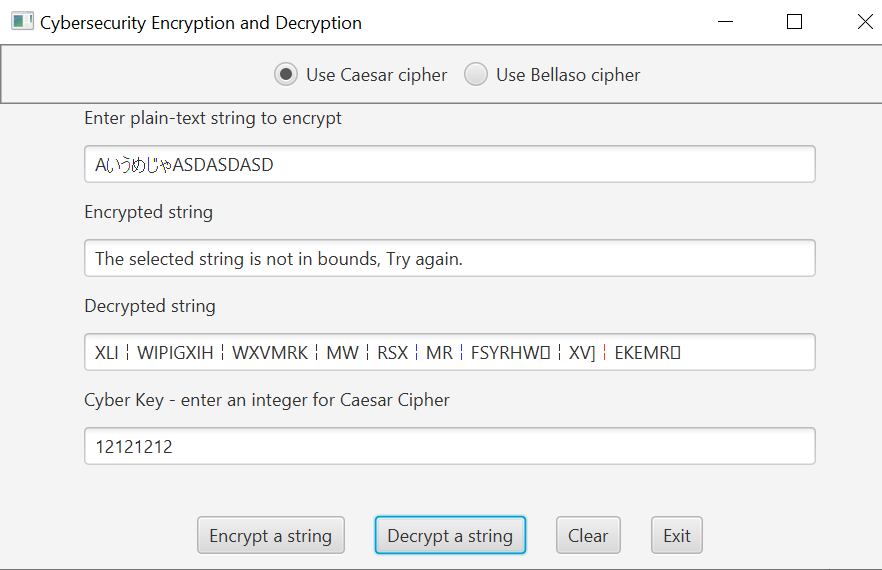 Cybersecurity Encryption and Decryption
Use Caesar cipher Use Bellaso cipher
Enter plain-text string to encrypt
AいうめじゃASDASDASD
Encrypted string
The selected string is not in bounds, Try again.
Decrypted string
XLI ¦ WIPIGXIH ¦ WXVMRK ¦ MW ¦ RSX ¦ MR ¦ FSYRHW▯ ¦ XV] ¦ EKEMR▯
Cyber Key - enter an integer for Caesar Cipher
12121212
Encrypt a string Decrypt a string Clear Exit